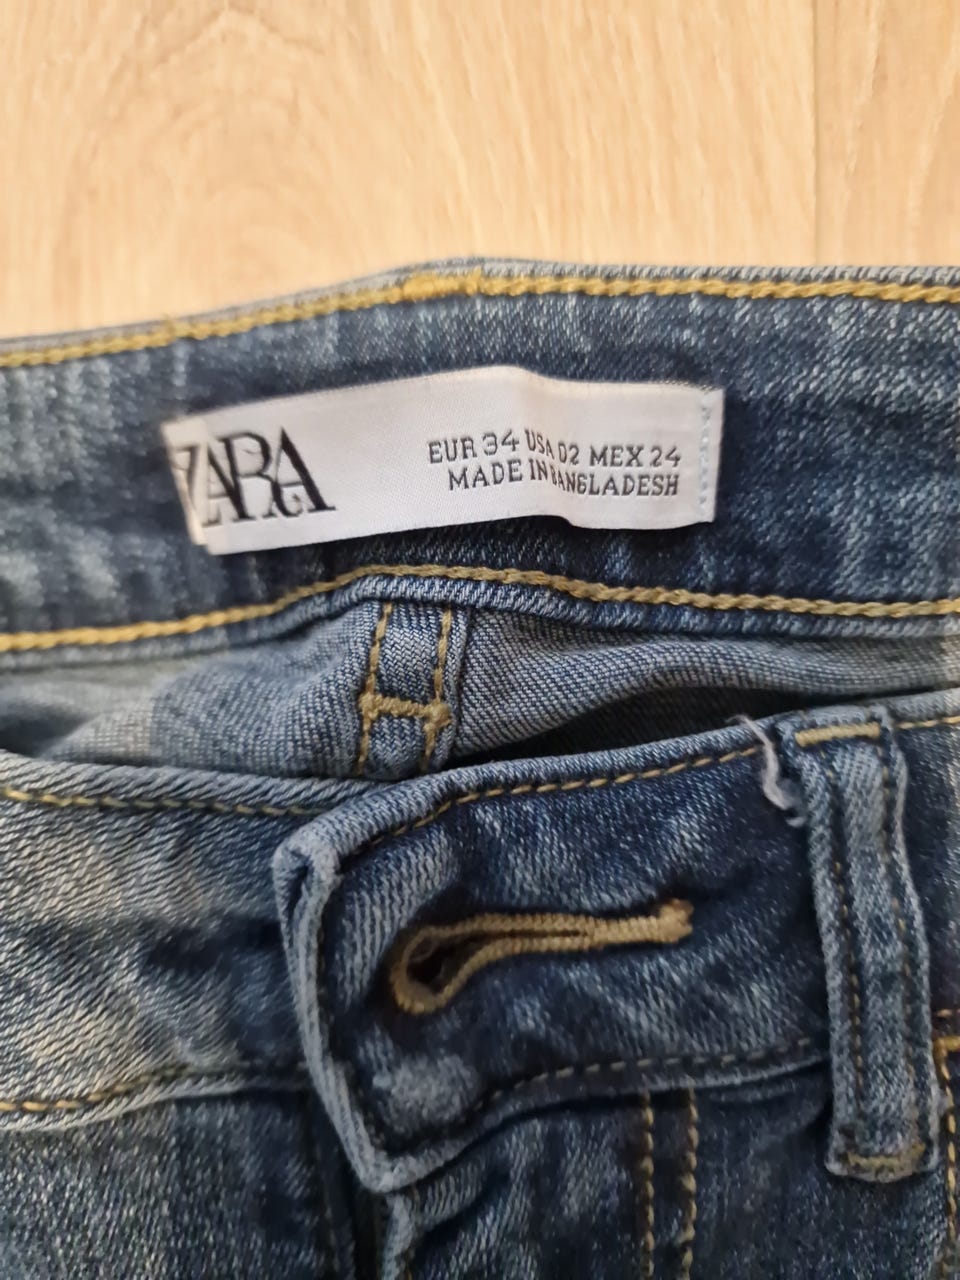 ZARA
EUR 34 USA 02 MEX 24
MADE IN BANGLADESH